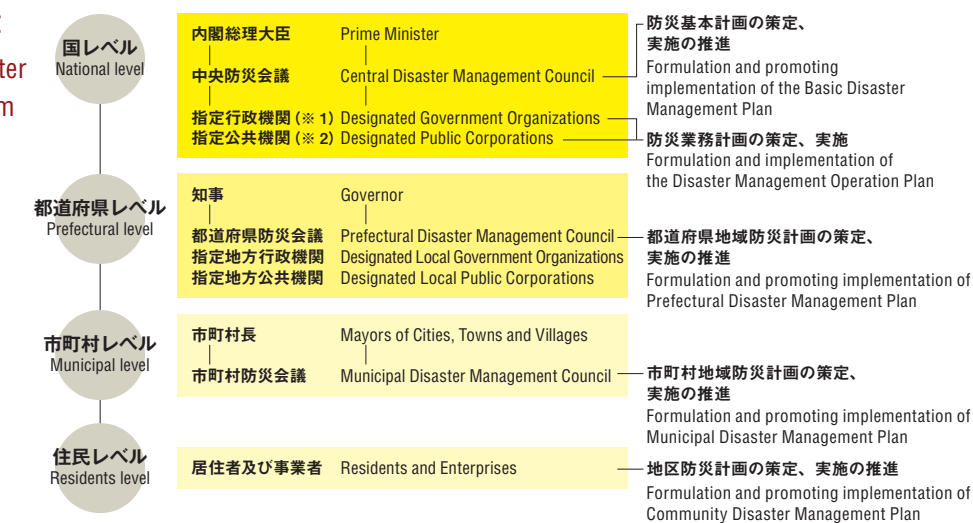 ter
m
国レベル
National level
内閣総理大臣 Prime Minister
中央防災会議 Central Disaster Management Council
指定行政機関 (※ 1) Designated Government Organizations
指定公共機関 (※ 2) Designated Public Corporations
防災基本計画の策定、
実施の推進
Formulation and promoting
implementation of the Basic Disaster
Management Plan
防災業務計画の策定、実施
Formulation and implementation of
the Disaster Management Operation Plan
都道府県レベル
Prefectural level
知事 Governor
都道府県防災会議 Prefectural Disaster Management Council
指定地方行政機関 Designated Local Government Organizations
指定地方公共機関 Designated Local Public Corporations
都道府県地域防災計画の策定、
実施の推進
Formulation and promoting implementation of
Prefectural Disaster Management Plan
市町村レベル
Municipal level
市町村長 Mayors of Cities, Towns and Villages
市町村防災会議 Municipal Disaster Management Council
市町村地域防災計画の策定、
実施の推進
Formulation and promoting implementation of
Municipal Disaster Management Plan
住民レベル
Residents level
居住者及び事業者 Residents and Enterprises
地区防災計画の策定、実施の推進
Formulation and promoting implementation of
Community Disaster Management Plan